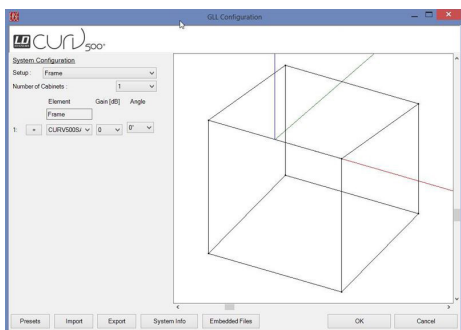 GLL Configuration
LD CURV 500®
System Configuration
Setup : Frame
Number of Cabinets : 1
Element Gain [dB] Angle
Frame
1: + CURV500S/ 0 0°
Presets Import Export System Info Embedded Files OK Cancel